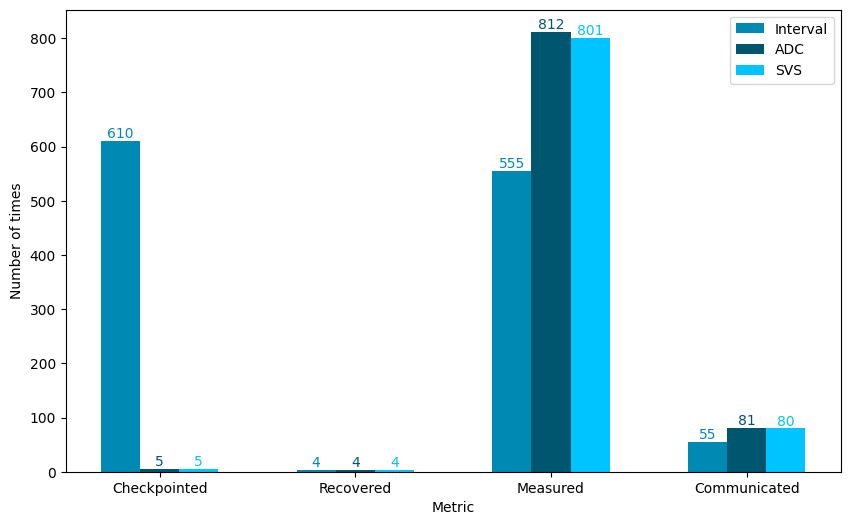 Interval
ADC
SVS
Number of times
800
700
600
500
400
300
200
100
0
610
5
5
4
4
4
555
812
801
55
81
80
Checkpointed
Recovered
Measured
Communicated
Metric